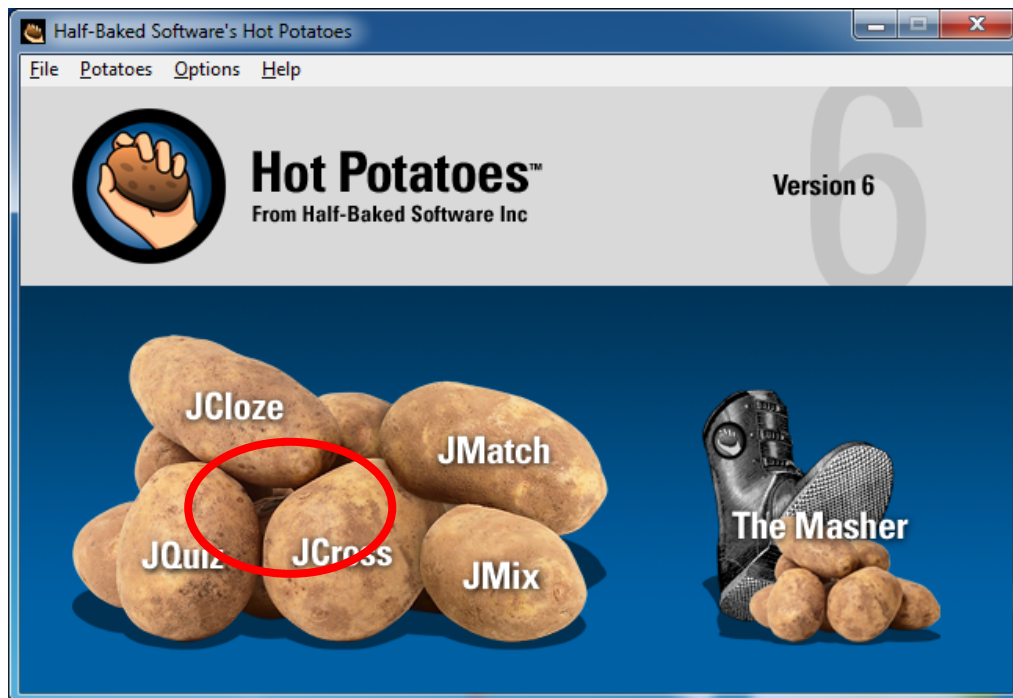 Half-Baked Software's Hot Potatoes
File Potatoes Options Help
6
Hot Potatoes™
From Half-Baked Software Inc
Version 6
JCloze
JMatch
JQuiz
JCross
JMix
The Masher